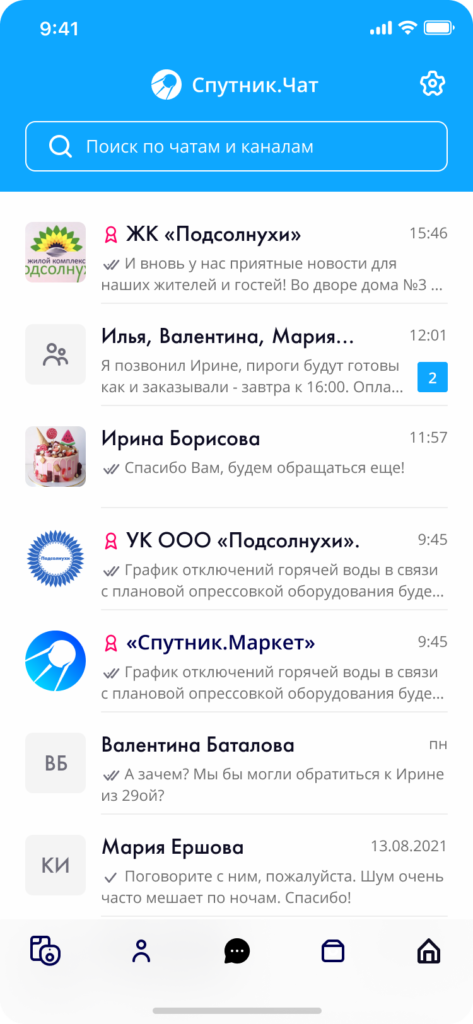 9:41
Спутник.Чат
Поиск по чатам и каналам
жилой комплекс
одсолну
ЖК «Подсолнухи»
15:46
И вновь у нас приятные новости для
наших жителей и гостей! Во дворе дома №3 ...
Илья, Валентина, Мария...
12:01
Я позвонил Ирине, пироги будут готовы
как и заказывали - завтра к 16:00. Опла...
2
Ирина Борисова
11:57
Спасибо Вам, будем обращаться еще!
Подсолнухи
УК ООО «Подсолнухи».
9:45
График отключений горячей воды в связи
с плановой опрессовкой оборудования буде...
«Спутник.Маркет»
9:45
График отключений горячей воды в связи
с плановой опрессовкой оборудования буде...
ВБ
Валентина Баталова
пн
А зачем? Мы бы могли обратиться к Ирине
из 29ой?
КИ
Мария Ершова
13.08.2021
Поговорите с ним, пожалуйста. Шум очень
часто мешает по ночам. Спасибо!